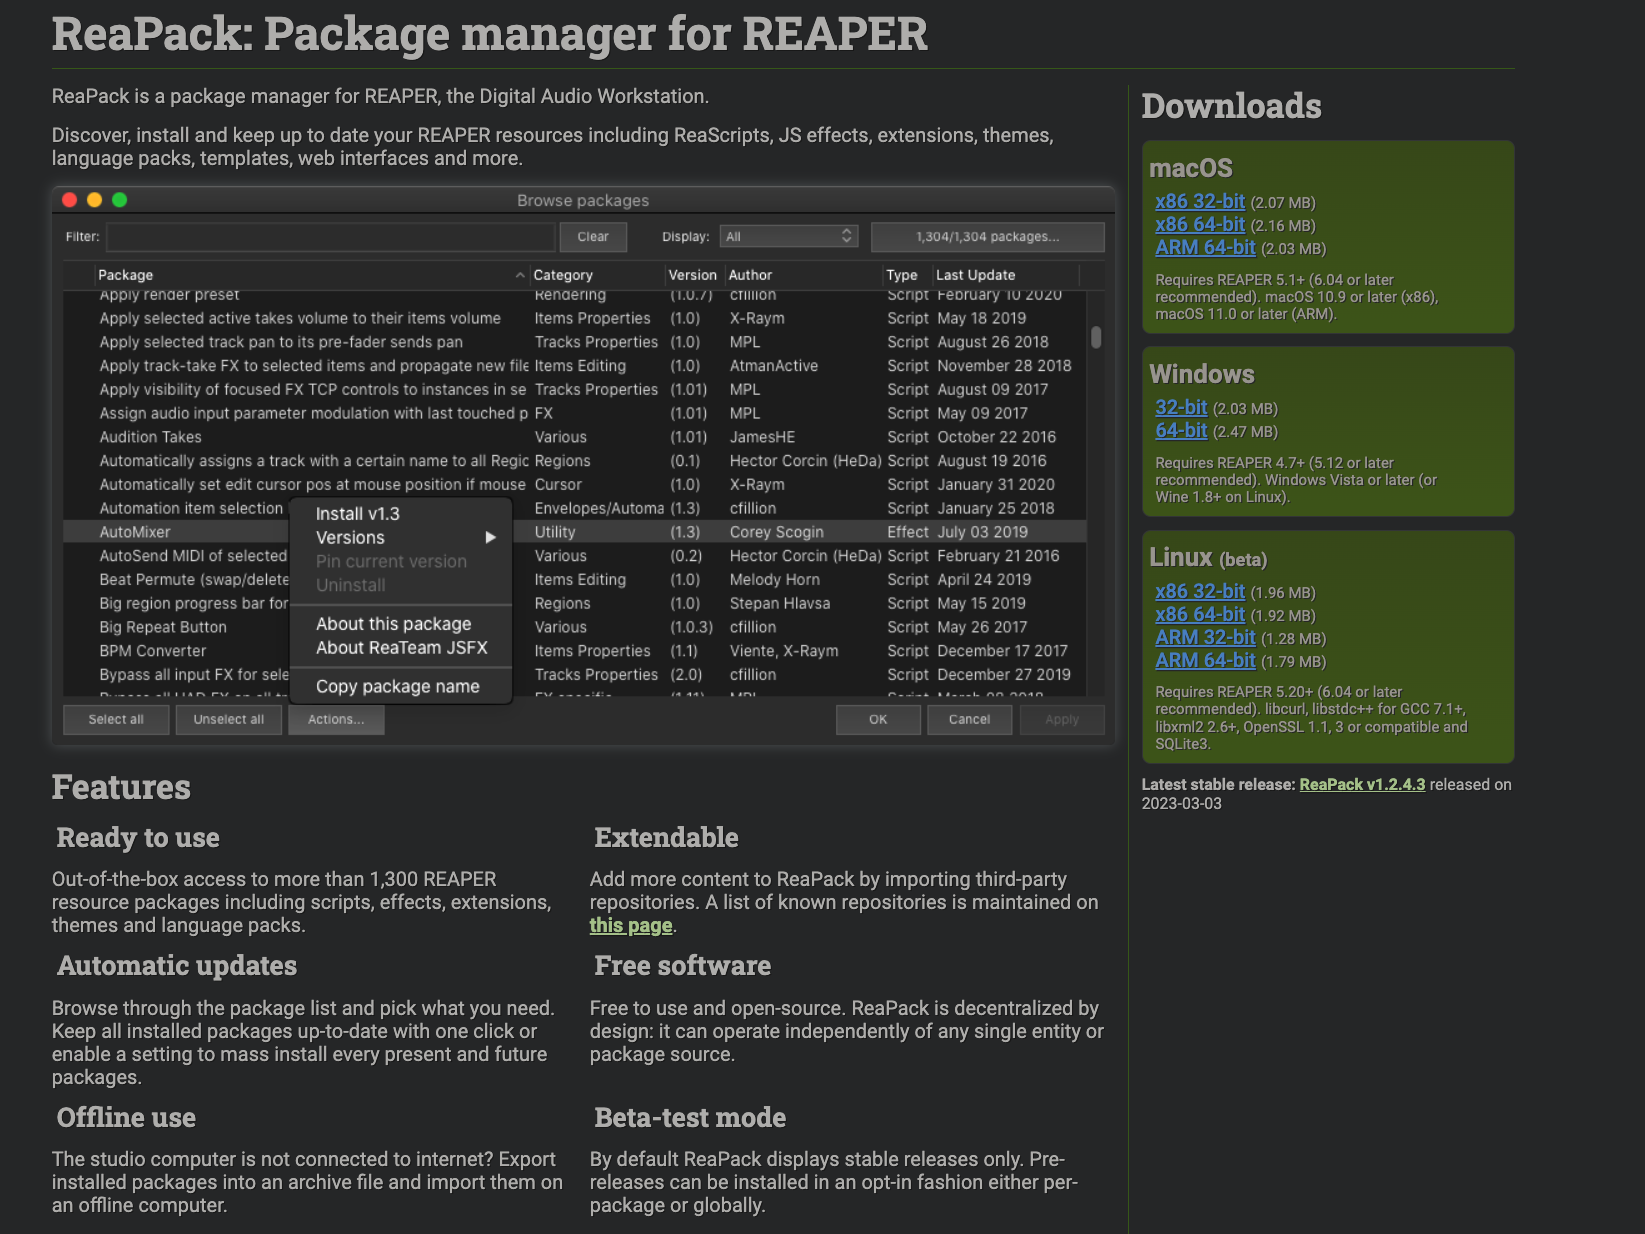 ReaPack: Package manager for REAPER
ReaPack is a package manager for REAPER, the Digital Audio Workstation.
Discover, install and keep up to date your REAPER resources including ReaScripts, JS effects, extensions, themes,
language packs, templates, web interfaces and more.
Browse packages
Filter: Clear Display: All 1,304/1,304 packages...
Package Category Version Author Type Last Update
Apply render preset Rendering (1.0.7) cfillion Script February 10 2020
Apply selected active takes volume to their items volume Items Properties (1.0) X-Raym Script May 18 2019
Apply selected track pan to its pre-fader sends pan Tracks Properties (1.0) MPL Script August 26 2018
Apply track-take FX to selected items and propagate new file Items Editing (1.0) AtmanActive Script November 28 2018
Apply visibility of focused FX TCP controls to instances in se Tracks Properties (1.01) MPL Script August 09 2017
Assign audio input parameter modulation with last touched p FX (1.01) MPL Script May 09 2017
Audition Takes Various (1.01) JamesHE Script October 22 2016
Automatically assigns a track with a certain name to all Regic Regions (0.1) Hector Corcin (HeDa) Script August 19 2016
Automatically set edit cursor pos at mouse position if mouse Cursor (1.0) X-Raym Script January 31 2020
Automation item selection Envelopes/Automa (1.3) cfillion Script January 25 2018
AutoMixer Utility (1.3) Corey Scogin Effect July 03 2019
AutoSend MIDI of selected Various (0.2) Hector Corcin (HeDa) Script February 21 2016
Beat Permute (swap/delete Items Editing (1.0) Melody Horn Script April 24 2019
Big region progress bar for Regions (1.0) Stepan Hlavsa Script May 15 2019
Big Repeat Button Various (1.0.3) cfillion Script May 26 2017
BPM Converter Items Properties (1.1) Viente, X-Raym Script December 17 2017
Bypass all input FX for sele Tracks Properties (2.0) cfillion Script December 27 2019
Install v1.3
Versions
Pin current version
Uninstall
About this package
About ReaTeam JSFX
Copy package name
Select all Unselect all Actions... OK Cancel Apply
Features
Ready to use
Out-of-the-box access to more than 1,300 REAPER
resource packages including scripts, effects, extensions,
themes and language packs.
Extendable
Add more content to ReaPack by importing third-party
repositories. A list of known repositories is maintained on
this page.
Automatic updates
Browse through the package list and pick what you need.
Keep all installed packages up-to-date with one click or
enable a setting to mass install every present and future
packages.
Free software
Free to use and open-source. ReaPack is decentralized by
design: it can operate independently of any single entity or
package source.
Offline use
The studio computer is not connected to internet? Export
installed packages into an archive file and import them on
an offline computer.
Beta-test mode
By default ReaPack displays stable releases only. Pre-
releases can be installed in an opt-in fashion either per-
package or globally.
Downloads
macOS
x86 32-bit (2.07 MB)
x86 64-bit (2.16 MB)
ARM 64-bit (2.03 MB)
Requires REAPER 5.1+ (6.04 or later
recommended). macOS 10.9 or later (x86),
macOS 11.0 or later (ARM).
Windows
32-bit (2.03 MB)
64-bit (2.47 MB)
Requires REAPER 4.7+ (5.12 or later
recommended). Windows Vista or later (or
Wine 1.8+ on Linux).
Linux (beta)
x86 32-bit (1.96 MB)
x86 64-bit (1.92 MB)
ARM 32-bit (1.28 MB)
ARM 64-bit (1.79 MB)
Requires REAPER 5.20+ (6.04 or later
recommended). libcurl, libstdc++ for GCC 7.1+,
libxml2 2.6+, OpenSSL 1.1, 3 or compatible and
SQLite3.
Latest stable release: ReaPack v1.2.4.3 released on
2023-03-03